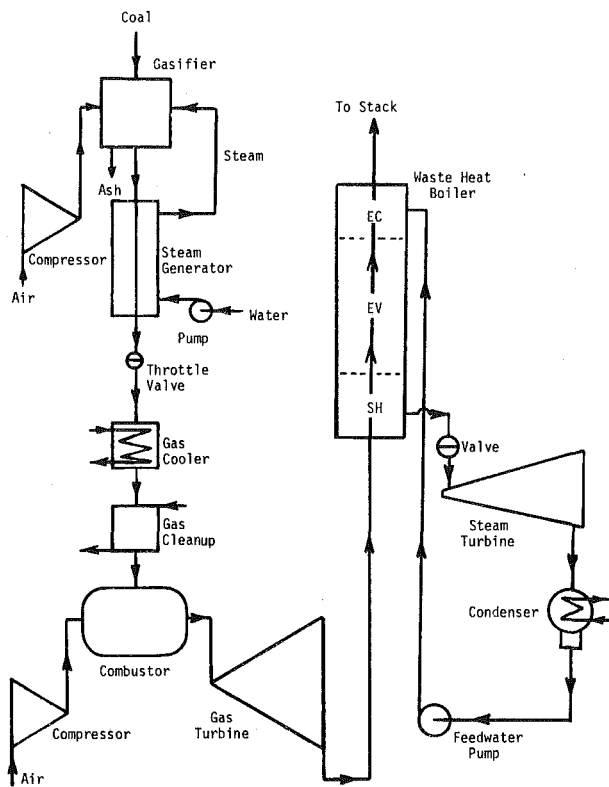 Coal
Gasifier
Steam
Ash
Compressor
Air
Steam
Generator
Pump
Water
Throttle
Valve
Gas
Cooler
Gas
Cleanup
Combustor
Compressor
Air
Gas
Turbine
To Stack
Waste Heat
Boiler
EC
EV
SH
Valve
Steam
Turbine
Condenser
Feedwater
Pump